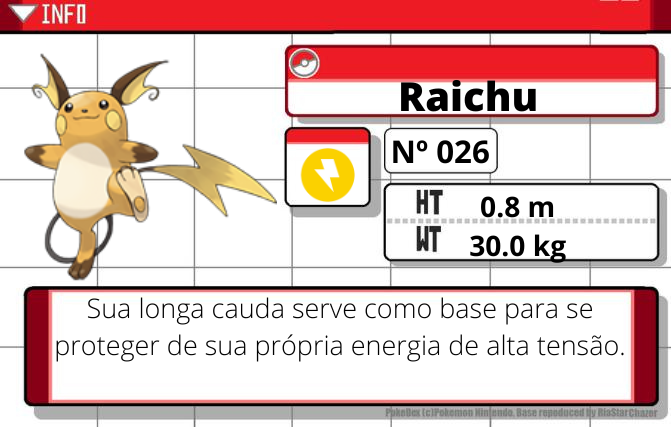 INFO
Raichu
Nº 026
HT 0.8 m
WT 30.0 kg
Sua longa cauda serve como base para se
proteger de sua própria energia de alta tensão.
PokeDex (c)Pokemon Nintendo. Base repoduced by RiaStarChazer